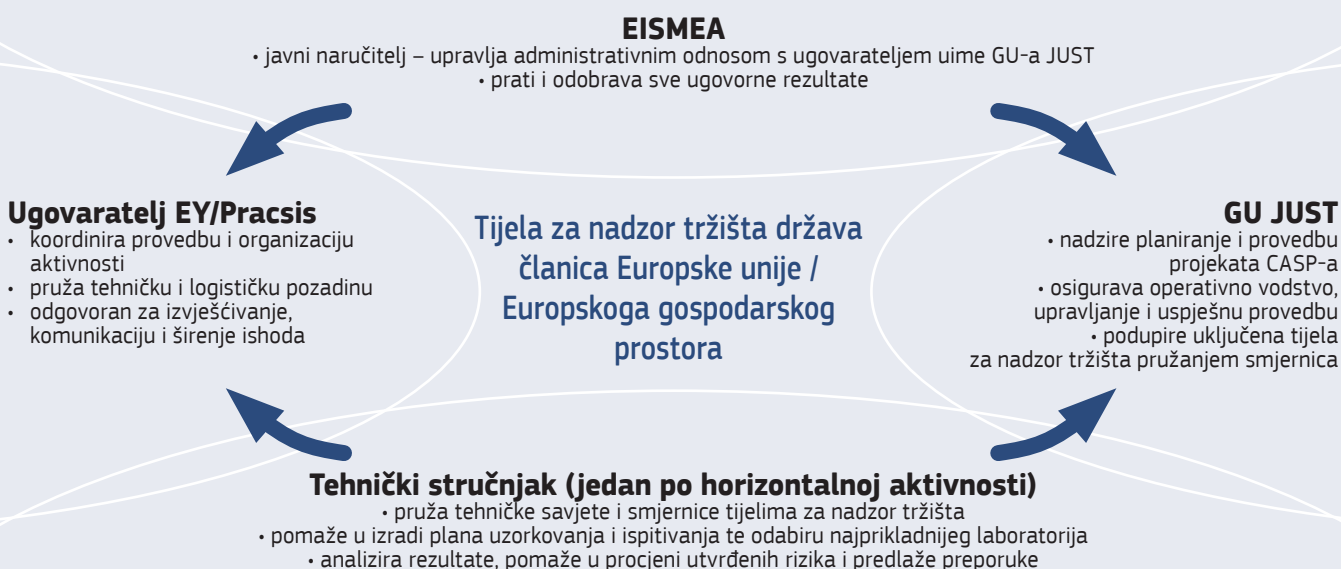 EISMEA
• javni naručitelj – upravlja administrativnim odnosom s ugovarateljem uime GU-a JUST
• prati i odobrava sve ugovorne rezultate
Ugovaratelj EY/Pracsis
• koordinira provedbu i organizaciju
aktivnosti
• pruža tehničku i logističku pozadinu
• odgovoran za izvješćivanje,
komunikaciju i širenje ishoda
Tijela za nadzor tržišta država
članica Europske unije /
Europskoga gospodarskog
prostora
GU JUST
• nadzire planiranje i provedbu
projekata CASP-a
• osigurava operativno vodstvo,
upravljanje i uspješnu provedbu
• podupire uključena tijela
za nadzor tržišta pružanjem smjernica
Tehnički stručnjak (jedan po horizontalnoj aktivnosti)
• pruža tehničke savjete i smjernice tijelima za nadzor tržišta
• pomaže u izradi plana uzorkovanja i ispitivanja te odabiru najprikladnijeg laboratorija
• analizira rezultate, pomaže u procjeni utvrđenih rizika i predlaže preporuke